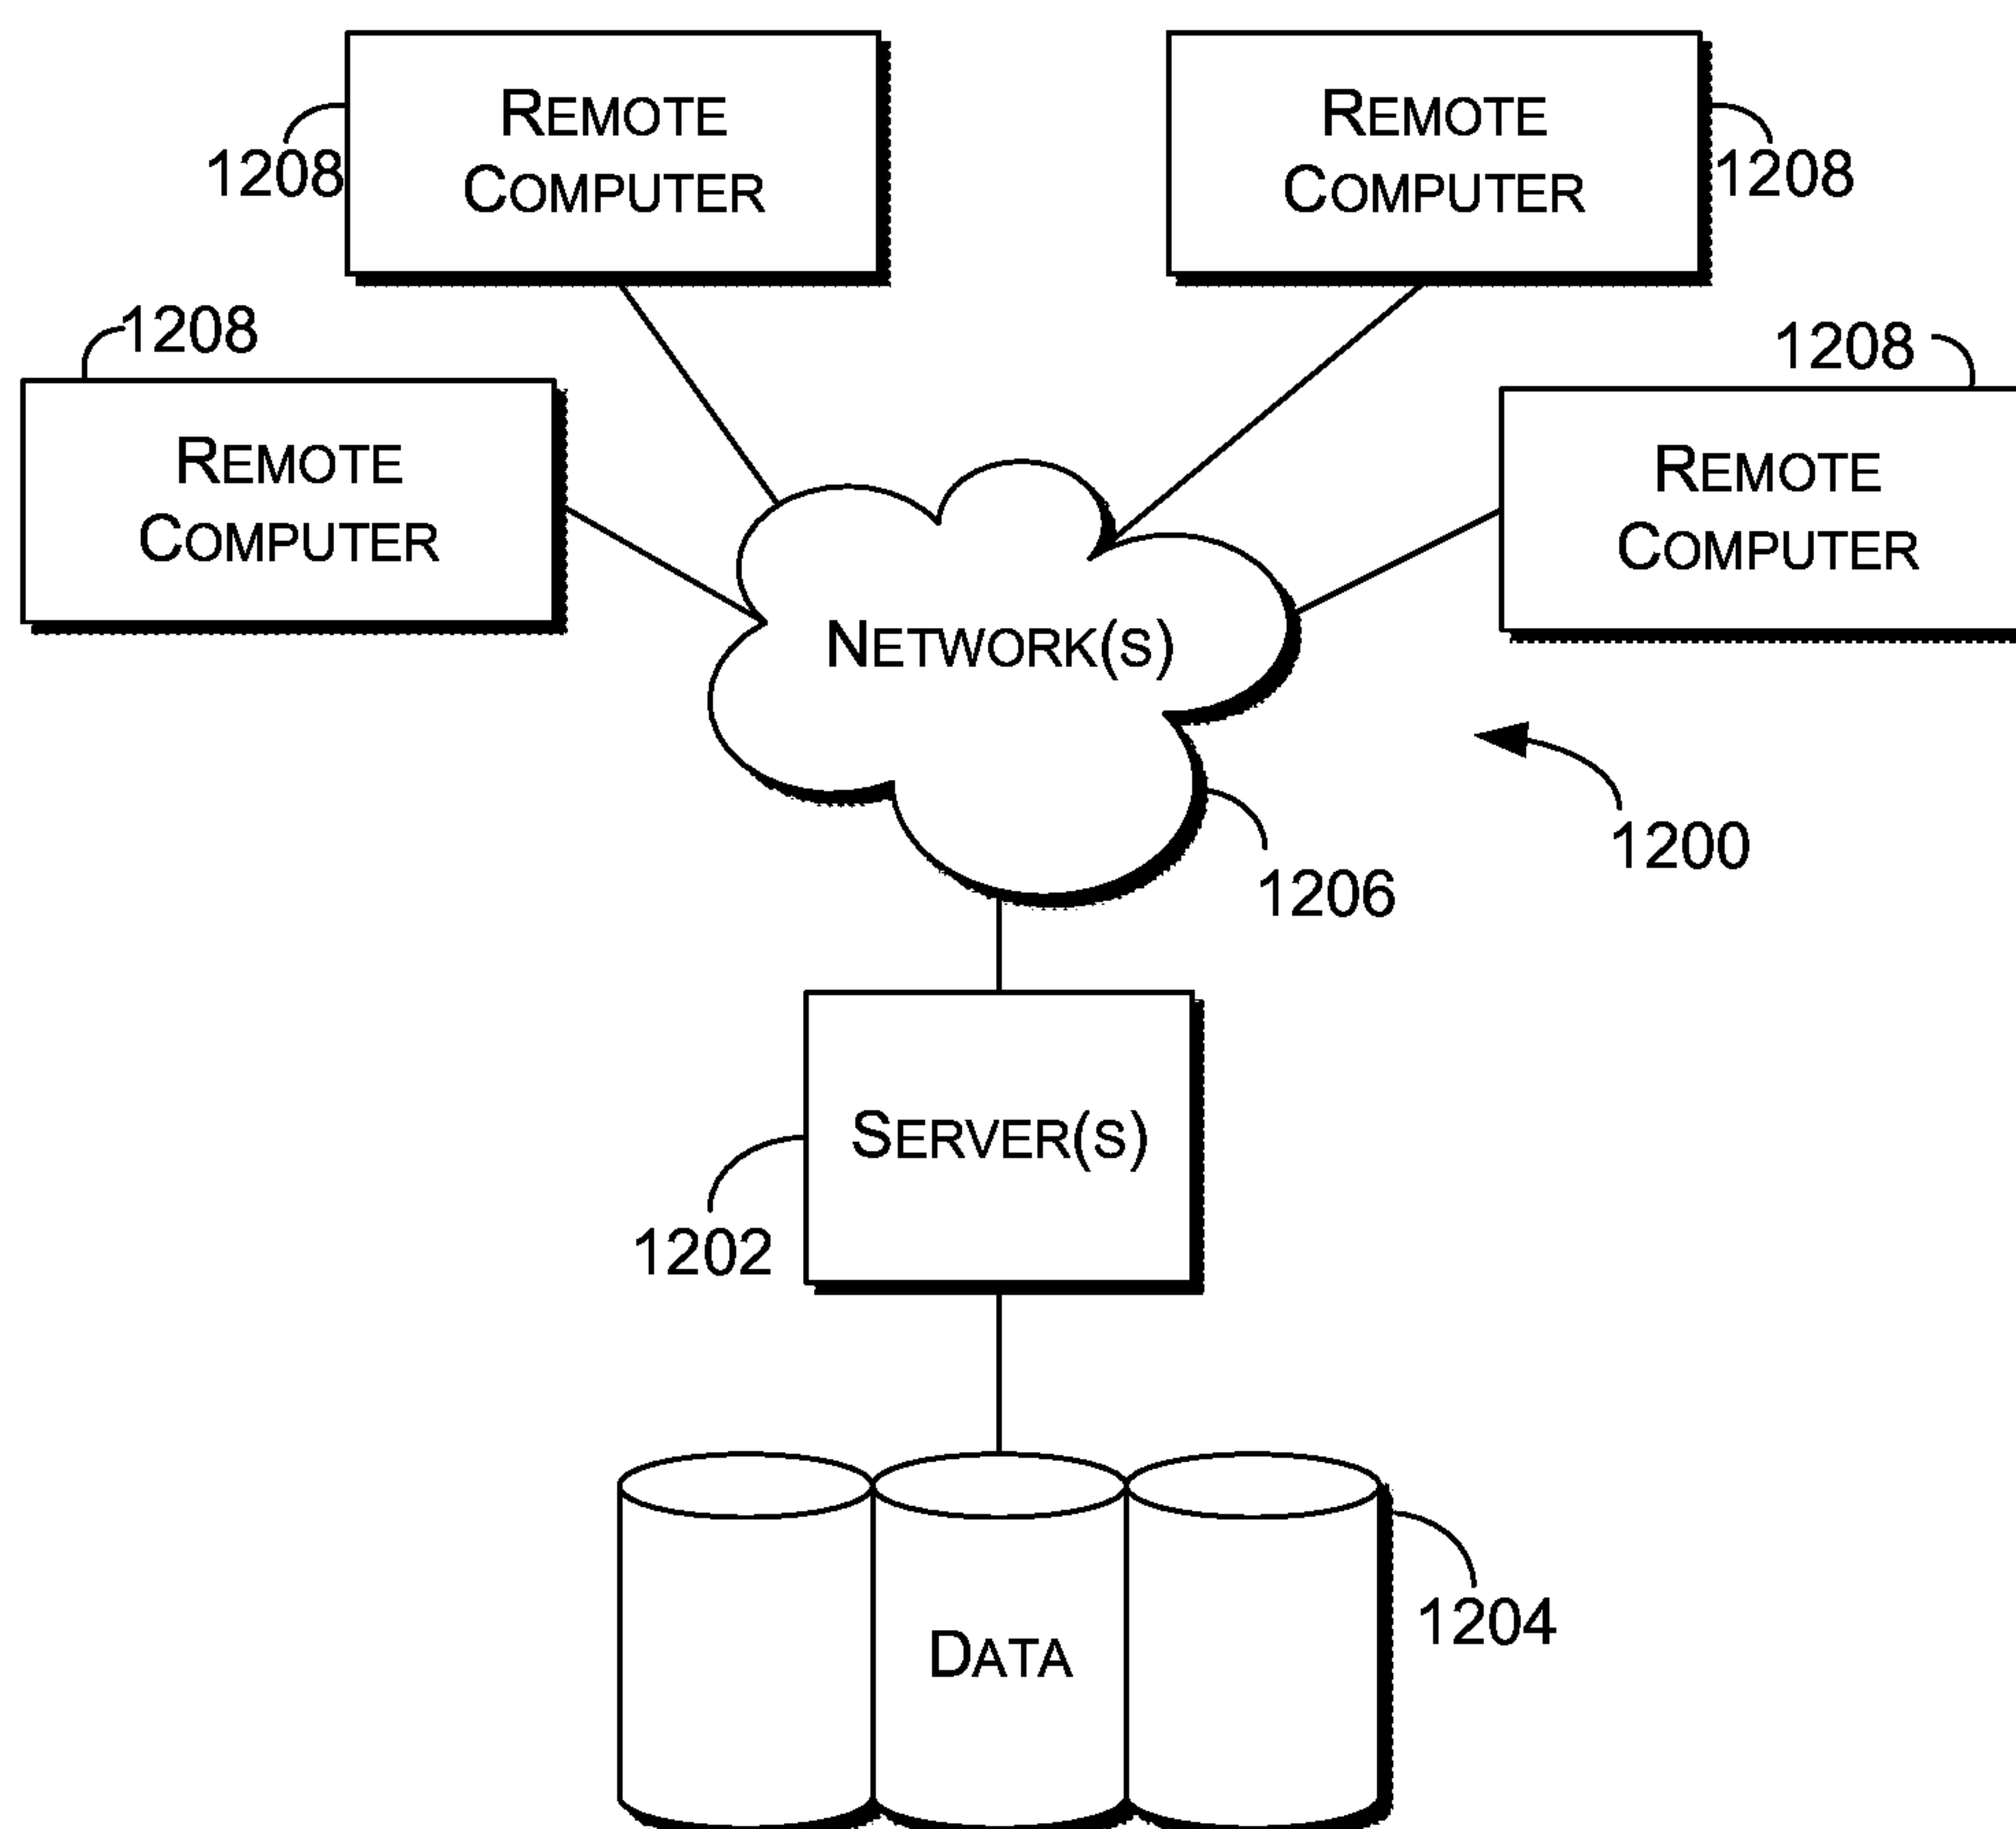 REMOTE
COMPUTER
1208
REMOTE
COMPUTER
1208
1208
REMOTE
COMPUTER
1208
REMOTE
COMPUTER
NETWORK(S)
1200
1206
SERVER(S)
1202
1204
DATA